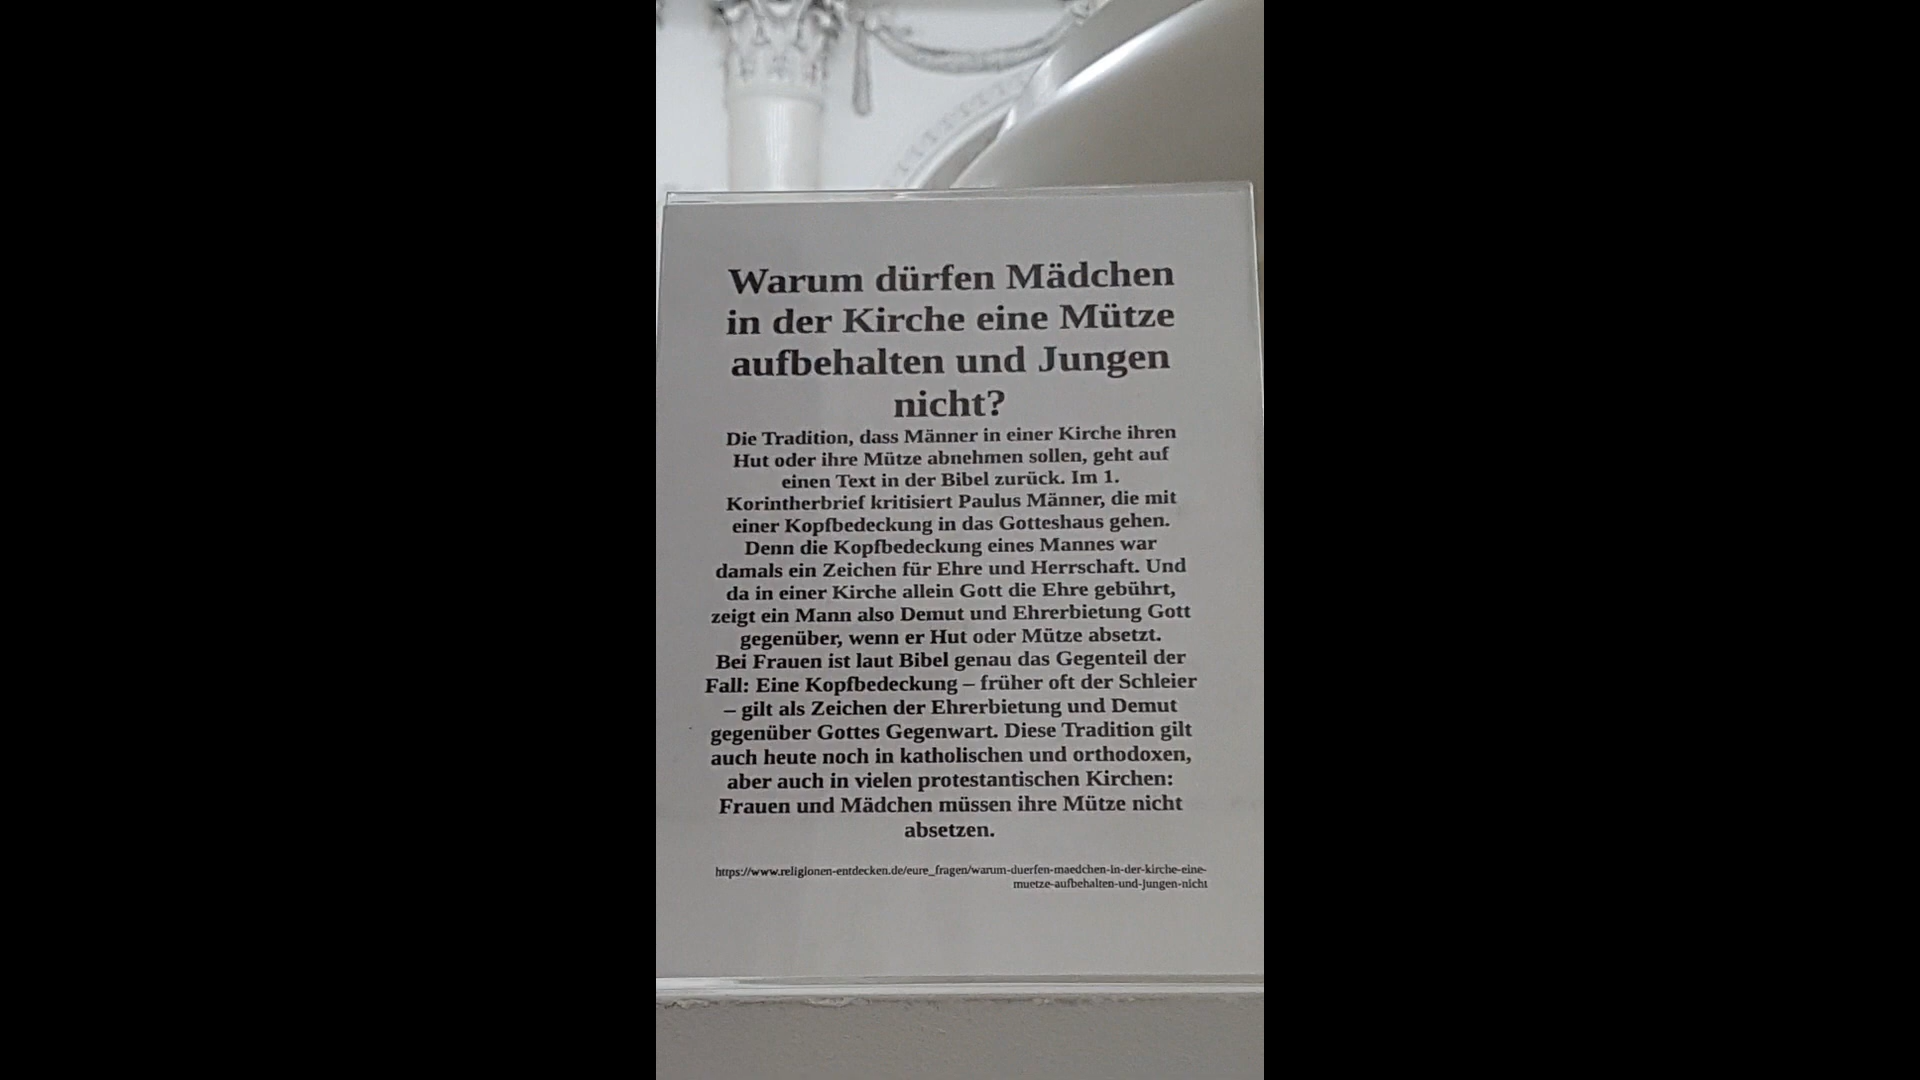 Warum dürfen Mädchen
in der Kirche eine Mütze
aufbehalten und Jungen
nicht?
Die Tradition, dass Männer in einer Kirche ihren
Hut oder ihre Mütze abnehmen sollen, geht auf
einen Text in der Bibel zurück. Im 1.
Korintherbrief kritisiert Paulus Männer, die mit
einer Kopfbedeckung in das Gotteshaus gehen.
Denn die Kopfbedeckung eines Mannes war
damals ein Zeichen für Ehre und Herrschaft. Und
da in einer Kirche allein Gott die Ehre gebührt,
zeigt ein Mann also Demut und Ehrerbietung Gott
gegenüber, wenn er Hut oder Mütze absetzt.
Bei Frauen ist laut Bibel genau das Gegenteil der
Fall: Eine Kopfbedeckung – früher oft der Schleier
– gilt als Zeichen der Ehrerbietung und Demut
gegenüber Gottes Gegenwart. Diese Tradition gilt
auch heute noch in katholischen und orthodoxen,
aber auch in vielen protestantischen Kirchen:
Frauen und Mädchen müssen ihre Mütze nicht
absetzen.
https://www.religionen-entdecken.de/eure_fragen/warum-duerfen-maedchen-in-der-kirche-eine-
muetze-aufbehalten-und-jungen-nicht